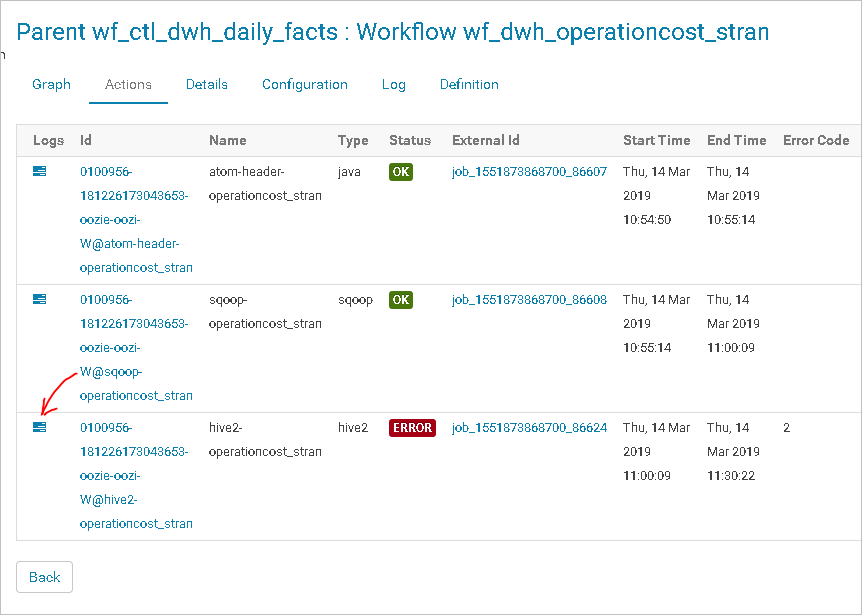 Parent wf_ctl_dwh_daily_facts : Workflow wf_dwh_operationcost_stran
Graph Actions Details Configuration Log Definition
Logs Id Name Type Status External Id Start Time End Time Error Code
0100956- atom-header- java OK job_1551873868700_86607 Thu, 14 Mar Thu, 14
181226173043653- operationcost_stran 2019 Mar 2019
oozie-oozi- 10:54:50 10:55:14
W@atom-header-
operationcost_stran
0100956- sqoop- sqoop OK job_1551873868700_86608 Thu, 14 Mar Thu, 14
181226173043653- operationcost_stran 2019 Mar 2019
oozie-oozi- 10:55:14 11:00:09
W@sqoop-
operationcost_stran
0100956- hive2- hive2 ERROR job_1551873868700_86624 Thu, 14 Mar Thu, 14 2
181226173043653- operationcost_stran 2019 Mar 2019
oozie-oozi- 11:00:09 11:30:22
W@hive2-
operationcost_stran
Back